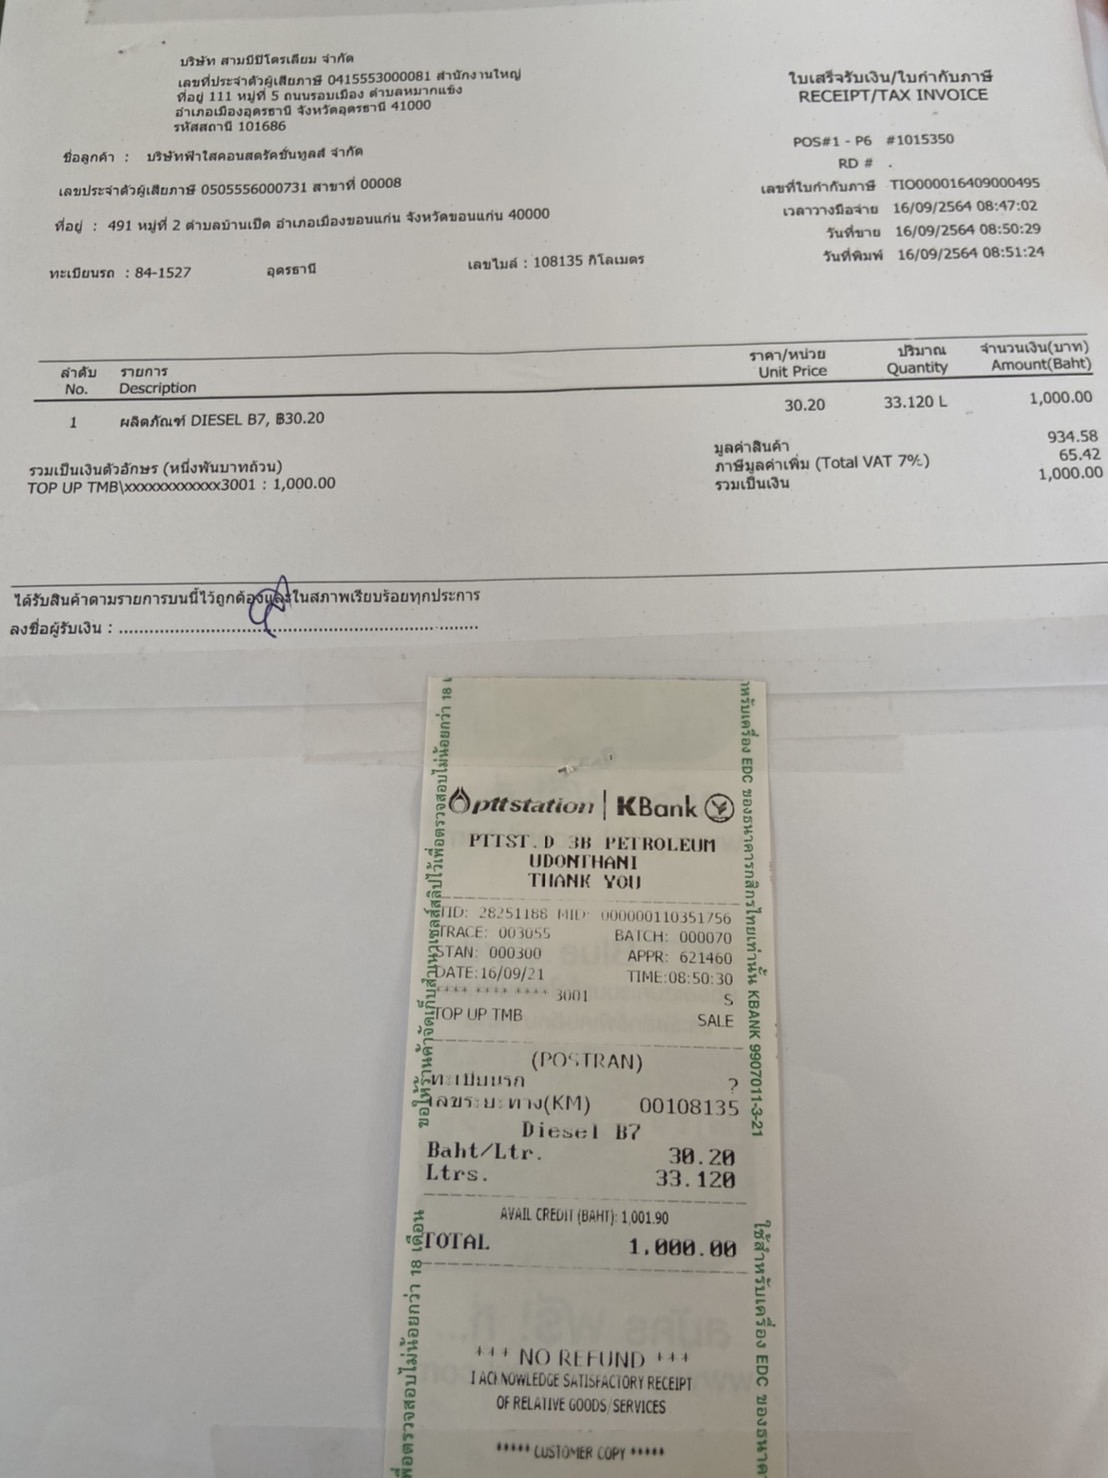 บริษัท สามบีปิโตรเลียม จำกัด
เลขที่ประจำตัวผู้เสียภาษี 0415553000081 สำนักงานใหญ่
ที่อยู่ 111 หมู่ที่ 5 ถนนรอบเมือง ตำบลหมากแข้ง
อำเภอเมืองอุดรธานี จังหวัดอุดรธานี 41000
รหัสสถานี 101686
ใบเสร็จรับเงิน/ใบกำกับภาษี
RECEIPT/TAX INVOICE
ชื่อลูกค้า : บริษัทฟ้าใสคอนสตรัคชั่นทูลส์ จำกัด
เลขประจำตัวผู้เสียภาษี 0505556000731 สาขาที่ 00008
ที่อยู่ : 491 หมู่ที่ 2 ตำบลบ้านเป็ด อำเภอเมืองขอนแก่น จังหวัดขอนแก่น 40000
ทะเบียนรถ : 84-1527 อุดรธานี เลขไมล์ : 108135 กิโลเมตร
POS#1 - P6 #1015350
RD # .
เลขที่ใบกำกับภาษี TIO000016409000495
เวลาวางมือจ่าย 16/09/2564 08:47:02
วันที่ขาย 16/09/2564 08:50:29
วันที่พิมพ์ 16/09/2564 08:51:24
ลำดับ รายการ ราคา/หน่วย ปริมาณ จำนวนเงิน(บาท)
No. Description Unit Price Quantity Amount(Baht)
1 ผลิตภัณฑ์ DIESEL B7, ฿30.20 30.20 33.120 L 1,000.00
มูลค่าสินค้า 934.58
ภาษีมูลค่าเพิ่ม (Total VAT 7%) 65.42
รวมเป็นเงิน 1,000.00
รวมเป็นเงินตัวอักษร (หนึ่งพันบาทถ้วน)
TOP UP TMB\xxxxxxxxxxxx3001 : 1,000.00
ได้รับสินค้าตามรายการบนนี้ไว้ถูกต้องและในสภาพเรียบร้อยทุกประการ
ลงชื่อผู้รับเงิน : ........................................................................
pttstation | KBank
PTTST.D 3B PETROLEUM
UDONTHANI
THANK YOU
TID: 28251188 MID: 000000110351756
TRACE: 003055 BATCH: 000070
STAN: 000300 APPR: 621460
DATE:16/09/21 TIME:08:50:30
**** **** **** 3001 S
TOP UP TMB SALE
(POSTRAN)
ทะเบียนรถ ?
เลขระยะทาง(KM) 00108135
Diesel B7
Baht/Ltr. 30.20
Ltrs. 33.120
AVAIL CREDIT (BAHT): 1,001.90
TOTAL 1,000.00
+++ NO REFUND +++
I ACKNOWLEDGE SATISFACTORY RECEIPT
OF RELATIVE GOODS/SERVICES
***** CUSTOMER COPY *****
ขอให้ร้านค้าจัดเก็บสำเนาเซลส์สลิปไว้เพื่อตรวจสอบไม่น้อยกว่า 18 เ
เพื่อตรวจสอบไม่น้อยกว่า 18 เดือน
าหรับเครื่อง EDC ของธนาคารกสิกรไทยเท่านั้น KBANK 9907011-3-21
ใช้สำหรับเครื่อง EDC ของธนาค